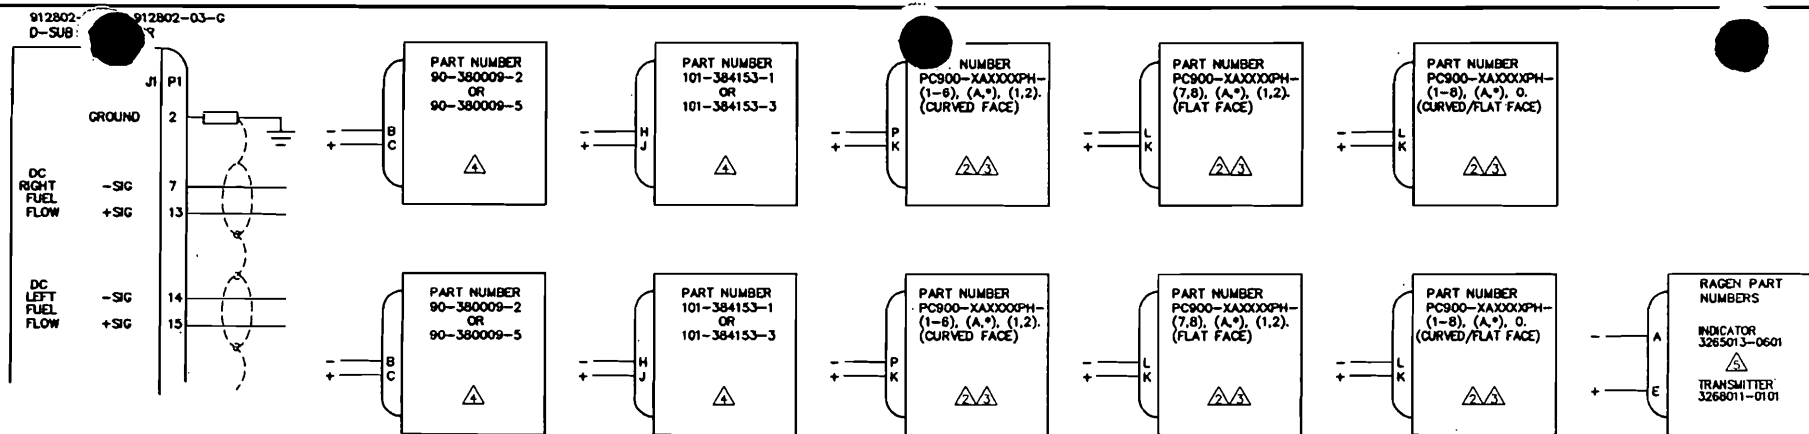 912802- 912802-03-G
D-SUB
J1 P1
GROUND 2
DC
RIGHT -SIG 7
FUEL
FLOW +SIG 13
DC
LEFT -SIG 14
FUEL
FLOW +SIG 15
PART NUMBER
90-380009-2
OR
90-380009-5
- B
+ C
4
PART NUMBER
101-384153-1
OR
101-384153-3
- H
+ J
4
NUMBER
PC900-XAXXXXPH-
(1-6), (A,*), (1,2).
(CURVED FACE)
- P
+ K
2 3
PART NUMBER
PC900-XAXXXXPH-
(7,8), (A,*), (1,2).
(FLAT FACE)
- L
+ K
2 3
PART NUMBER
PC900-XAXXXXPH-
(1-8), (A,*), 0.
(CURVED/FLAT FACE)
- L
+ K
2 3
PART NUMBER
90-380009-2
OR
90-380009-5
- B
+ C
4
PART NUMBER
101-384153-1
OR
101-384153-3
- H
+ J
4
PART NUMBER
PC900-XAXXXXPH-
(1-6), (A,*), (1,2).
(CURVED FACE)
- P
+ K
2 3
PART NUMBER
PC900-XAXXXXPH-
(7,8), (A,*), (1,2).
(FLAT FACE)
- L
+ K
2 3
PART NUMBER
PC900-XAXXXXPH-
(1-8), (A,*), 0.
(CURVED/FLAT FACE)
- L
+ K
2 3
RAGEN PART
NUMBERS
- A
INDICATOR
3265013-0601
5
TRANSMITTER
3268011-0101
+ E